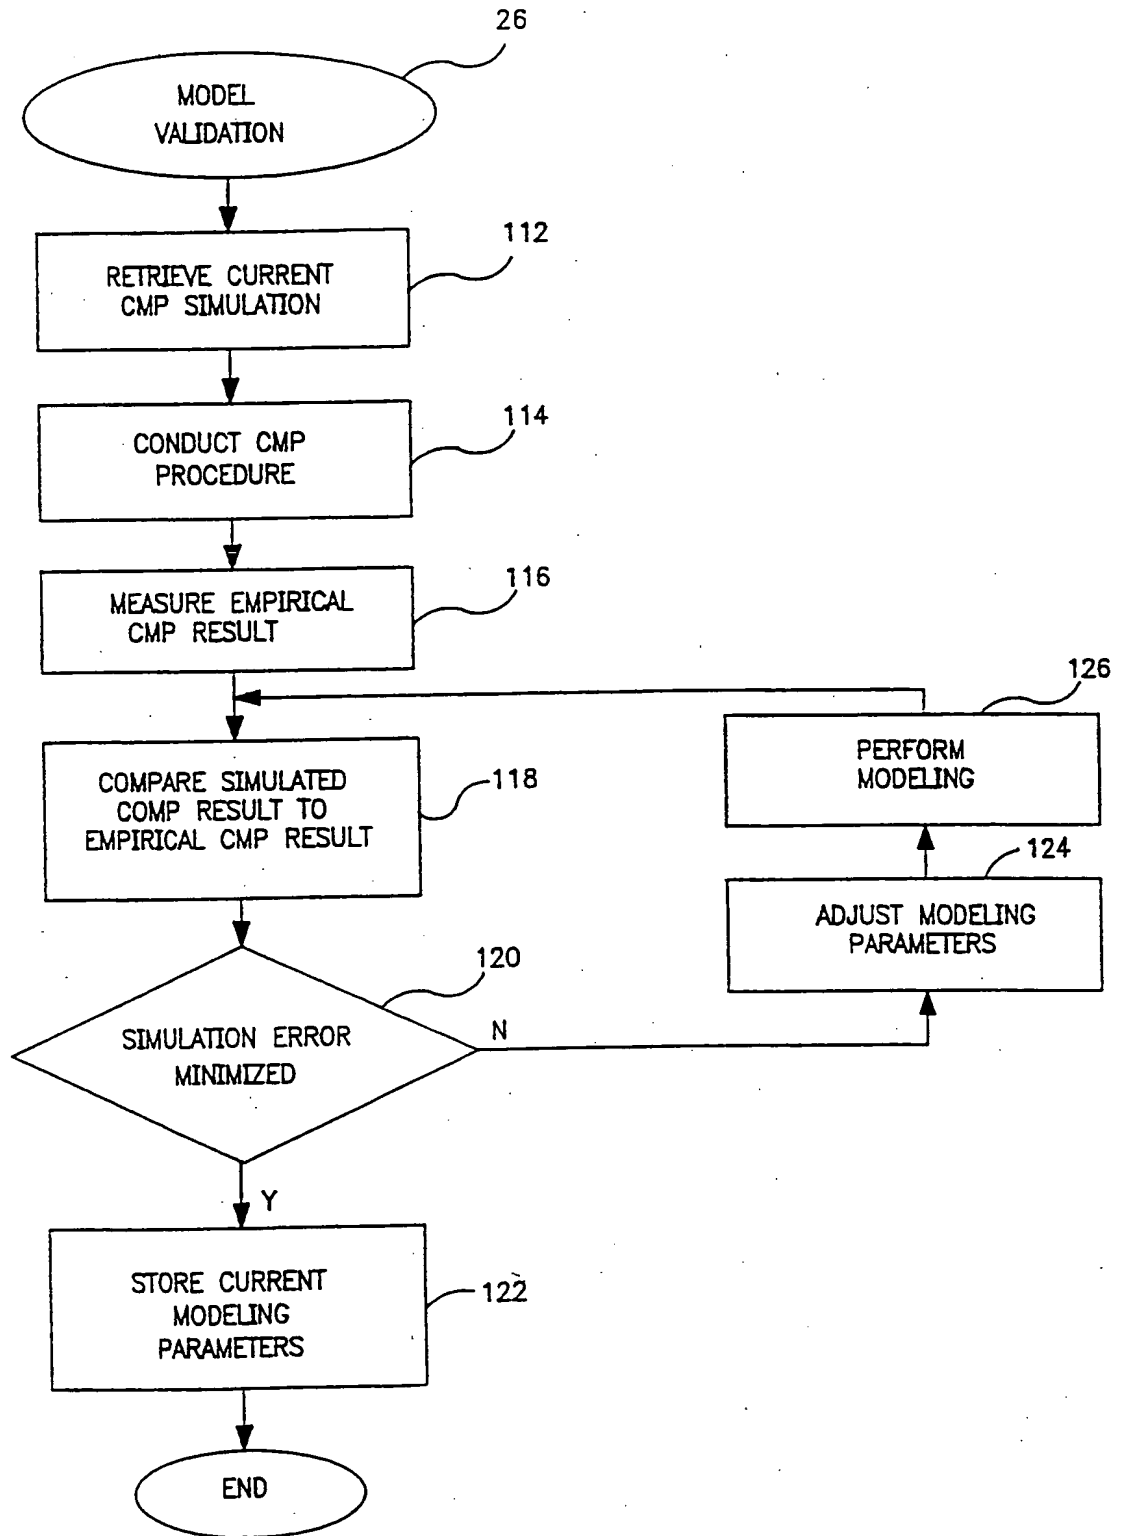 26
MODEL
VALIDATION
112
RETRIEVE CURRENT
CMP SIMULATION
114
CONDUCT CMP
PROCEDURE
116
MEASURE EMPIRICAL
CMP RESULT
126
PERFORM
MODELING
118
COMPARE SIMULATED
COMP RESULT TO
EMPIRICAL CMP RESULT
124
ADJUST MODELING
PARAMETERS
120
SIMULATION ERROR
MINIMIZED
N
Y
122
STORE CURRENT
MODELING
PARAMETERS
END